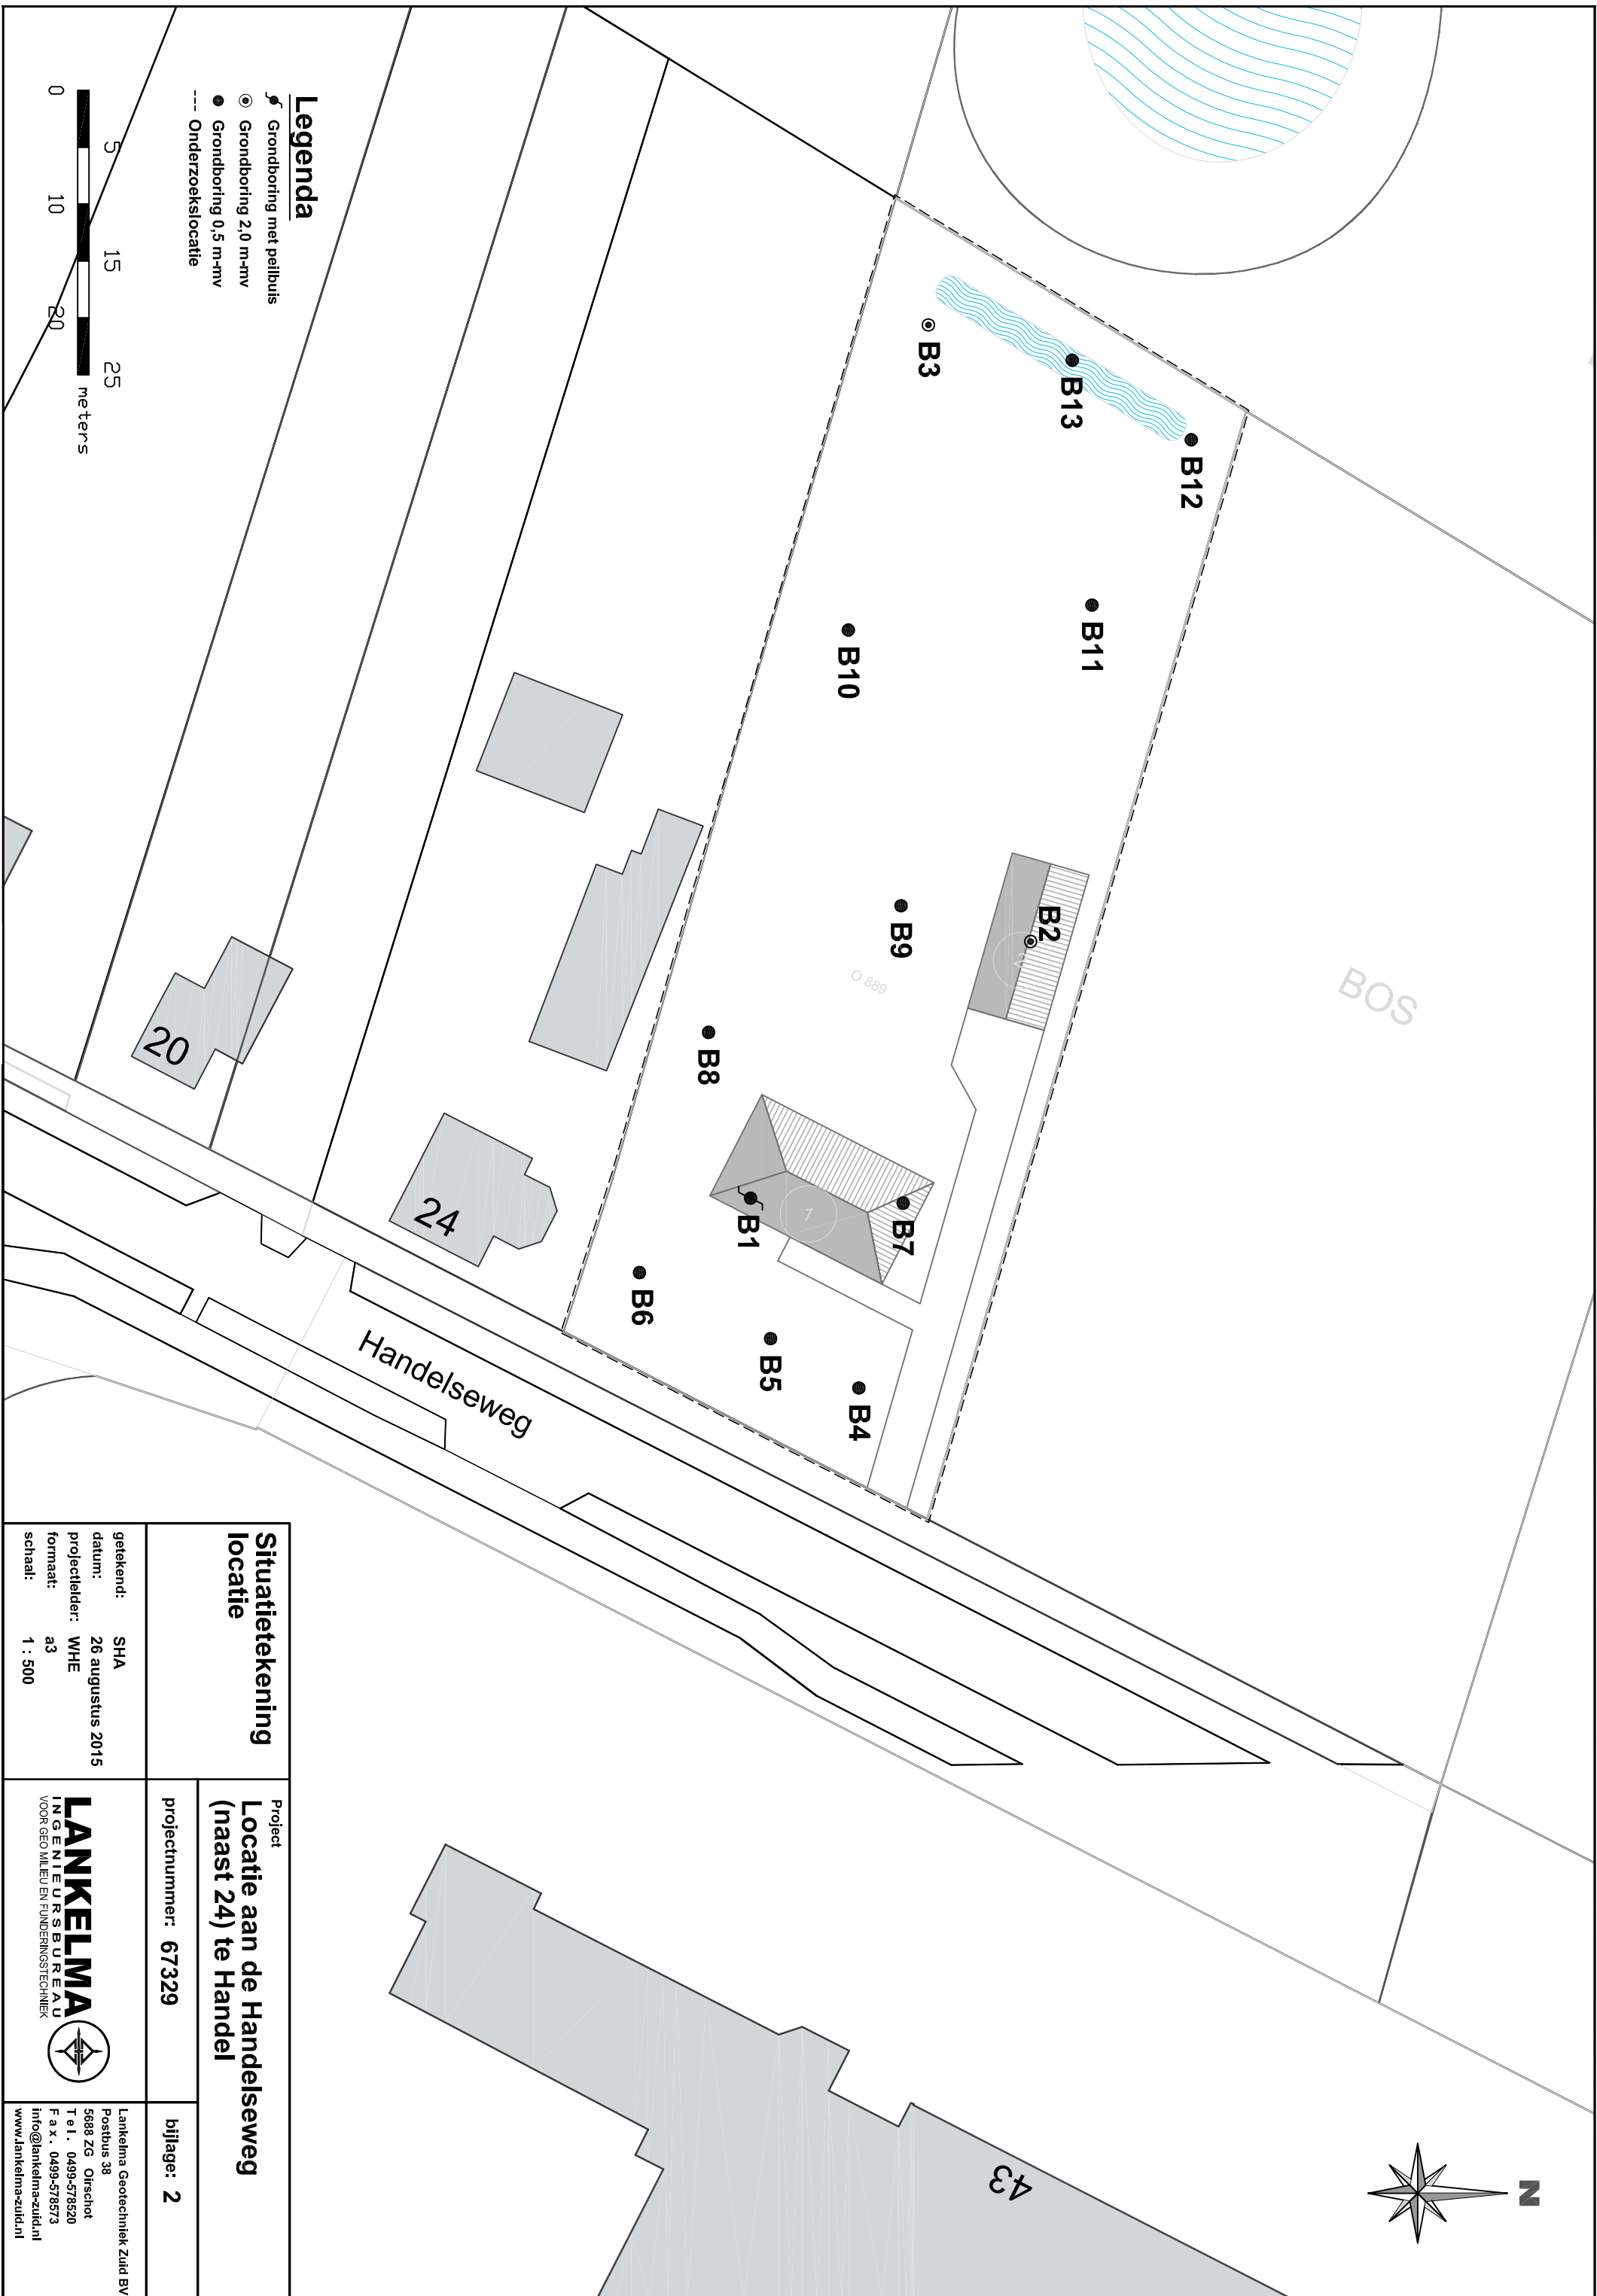 N
BOS
B12
B13
B3
B11
B10
B2
B9
O 889
B8
B7
1
B1
B6
B5
B4
20
24
43
Handelseweg
Legenda
Grondboring met peilbuis
Grondboring 2,0 m-mv
Grondboring 0,5 m-mv
--- Onderzoekslocatie
0 5 10 15 20 25 meters
Situatietekening
locatie
getekend: SHA
datum: 26 augustus 2015
projectleider: WHE
formaat: a3
schaal: 1 : 500
Project
Locatie aan de Handelseweg
(naast 24) te Handel
projectnummer: 67329
bijlage: 2
LANKELMA
INGENIEURSBUREAU
VOOR GEO MILIEU EN FUNDERINGSTECHNIEK
Lankelma Geotechniek Zuid BV
Postbus 38
5688 ZG Oirschot
Tel. 0499-578520
Fax. 0499-578573
info@lankelma-zuid.nl
www.lankelma-zuid.nl